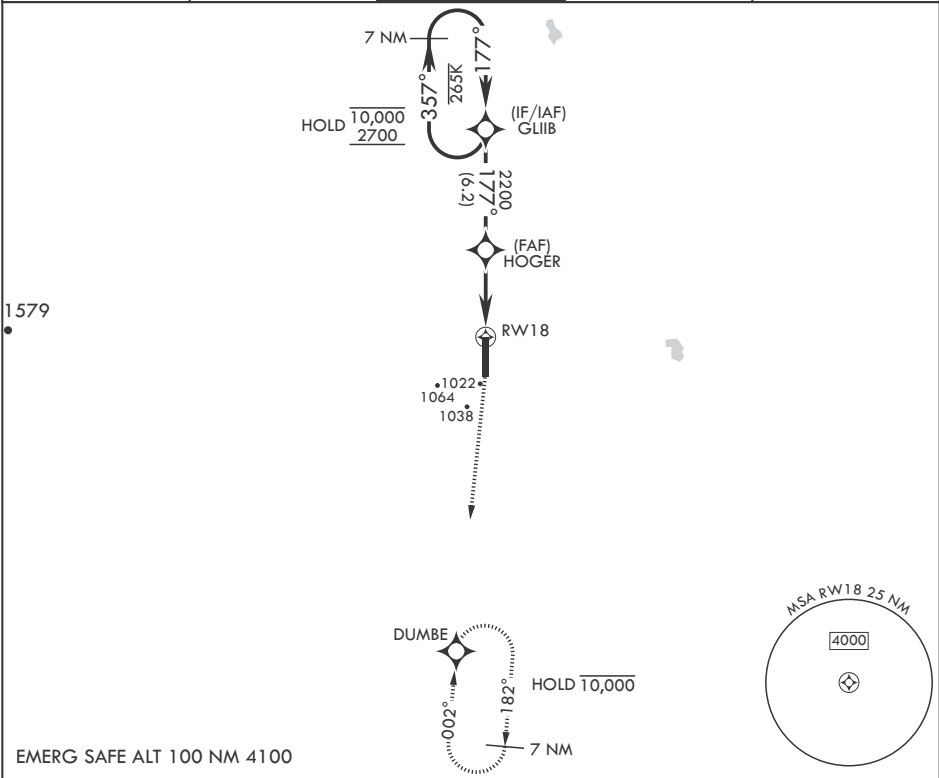 7 NM
177°
357°
265K
HOLD 10,000
2700
(IF/IAF)
GLIIB
2200
177°
(6.2)
(FAF)
HOGER
1579
RW18
1022
1064
1038
MSA RW18 25 NM
4000
DUMBE
HOLD 10,000
002°
182°
7 NM
EMERG SAFE ALT 100 NM 4100